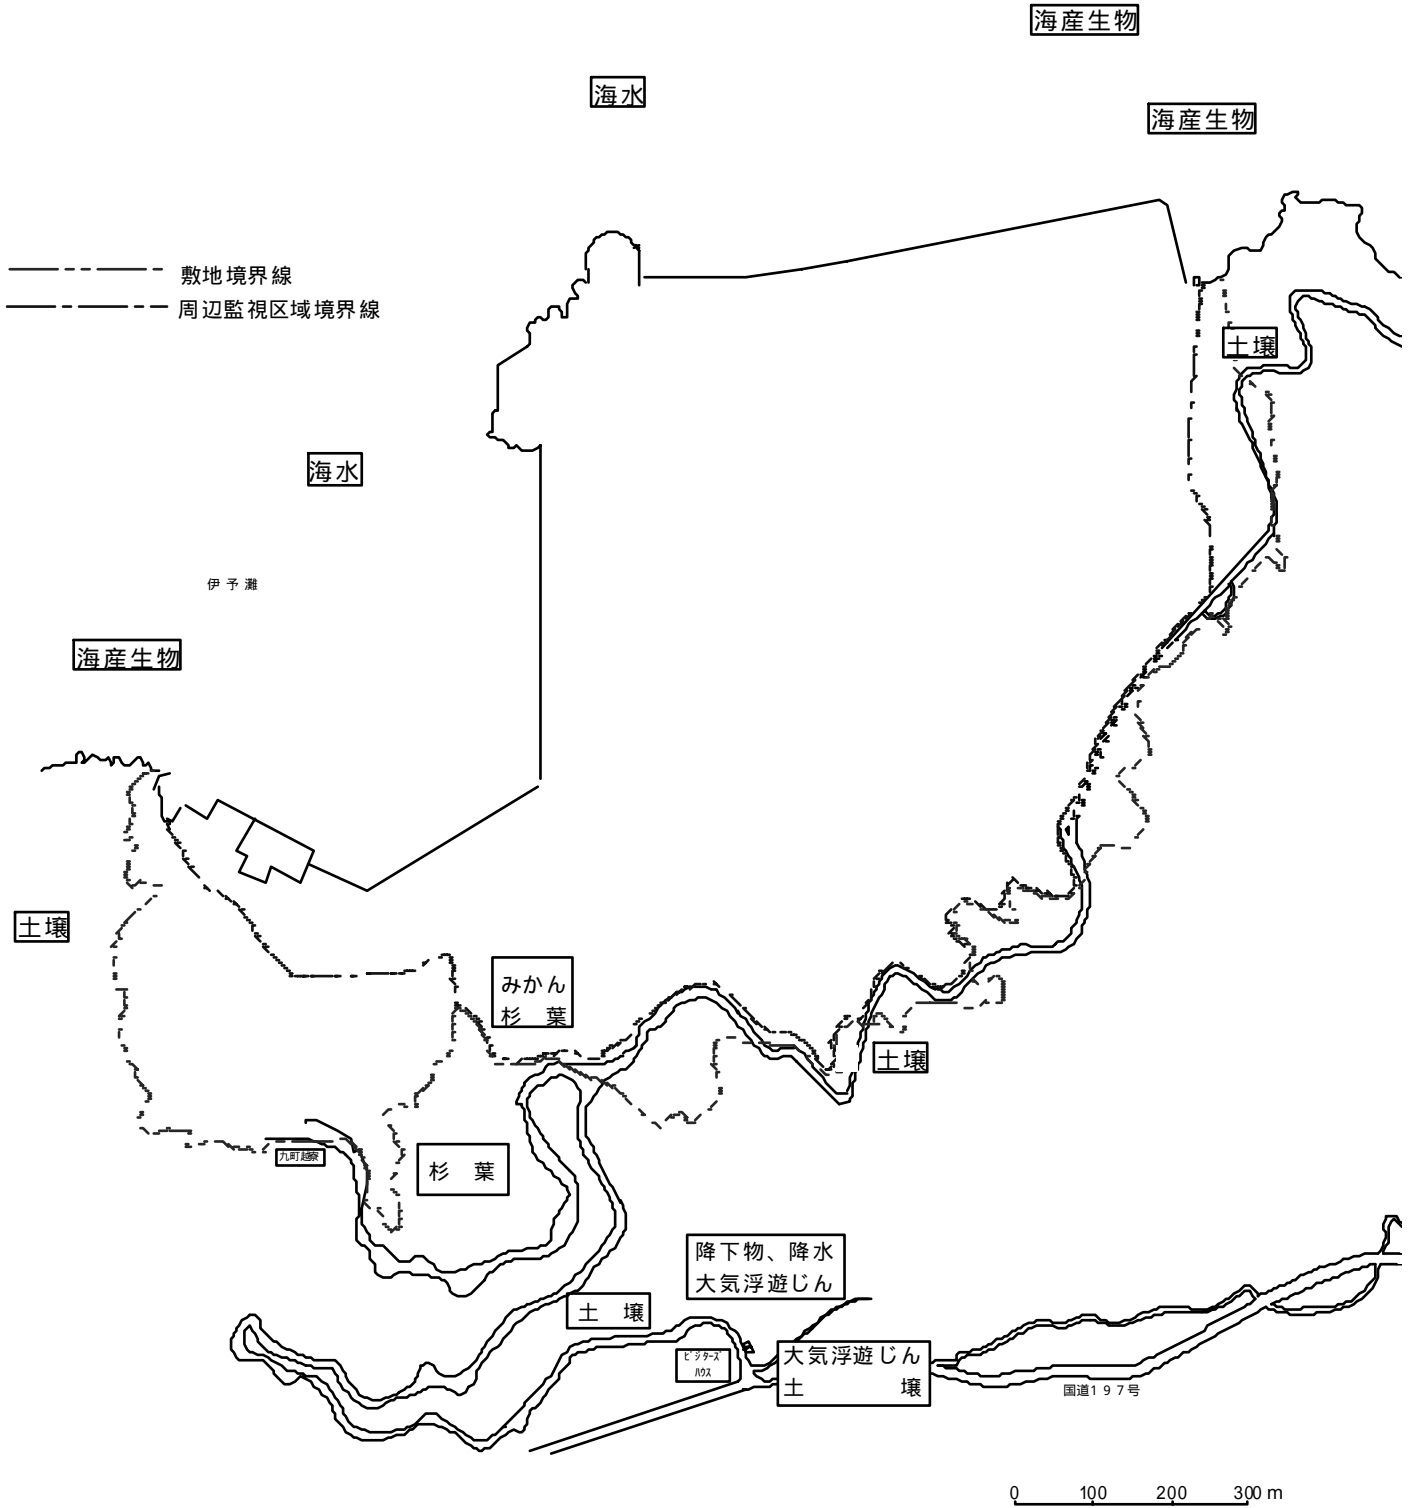 海産生物
海水
海産生物
敷地境界線
周辺監視区域境界線
土壌
海水
伊予灘
海産生物
土壌
みかん
杉 葉
土壌
九町越寮
杉 葉
降下物、降水
大気浮遊じん
土 壌
ビジターズ
ハウス
大気浮遊じん
土 壌
国道197号
0 100 200 300 m